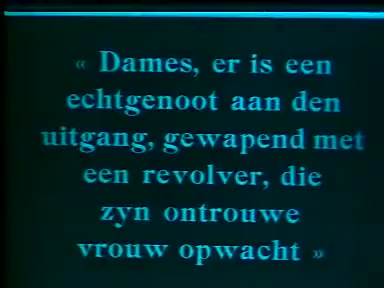 « Dames, er is een
echtgenoot aan den
uitgang, gewapend met
een revolver, die
zyn ontrouwe
vrouw opwacht »